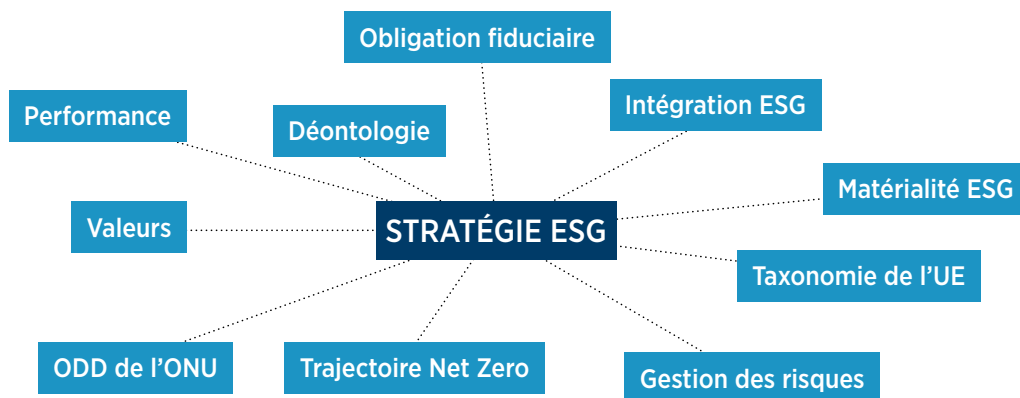 Obligation fiduciaire
Intégration ESG
Performance
Déontologie
Matérialité ESG
Valeurs
STRATÉGIE ESG
Taxonomie de l’UE
ODD de l’ONU
Trajectoire Net Zero
Gestion des risques